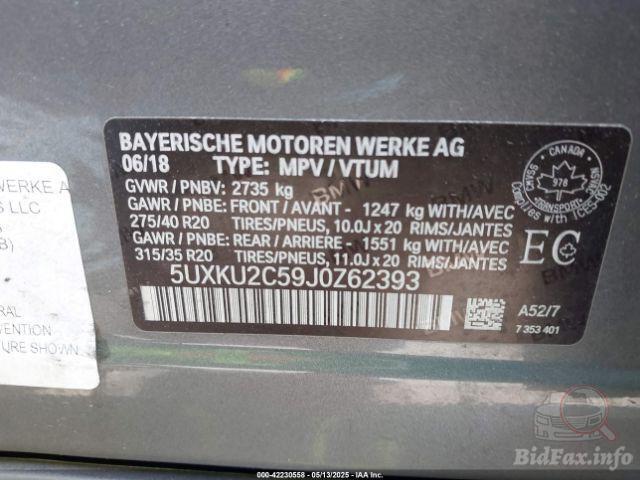 BAYERISCHE MOTOREN WERKE AG
06/18 TYPE: MPV / VTUM
GVWR / PNBV: 2735 kg
GAWR / PNBE: FRONT / AVANT - 1247 kg WITH/AVEC
275/40 R20 TIRES/PNEUS, 10.0J x 20 RIMS/JANTES
GAWR / PNBE: REAR / ARRIERE - 1551 kg WITH/AVEC
315/35 R20 TIRES/PNEUS, 11.0J x 20 RIMS/JANTES
5UXKU2C59J0Z62393
CANADA
978
TRANSPORT
EC
A52/7
7 353 401
WERKE A
S LLC
B)
RAL
VENTION
TURE SHOWN
BMW
000-42230558 - 05/13/2025 - IAA Inc.
BidFax.info